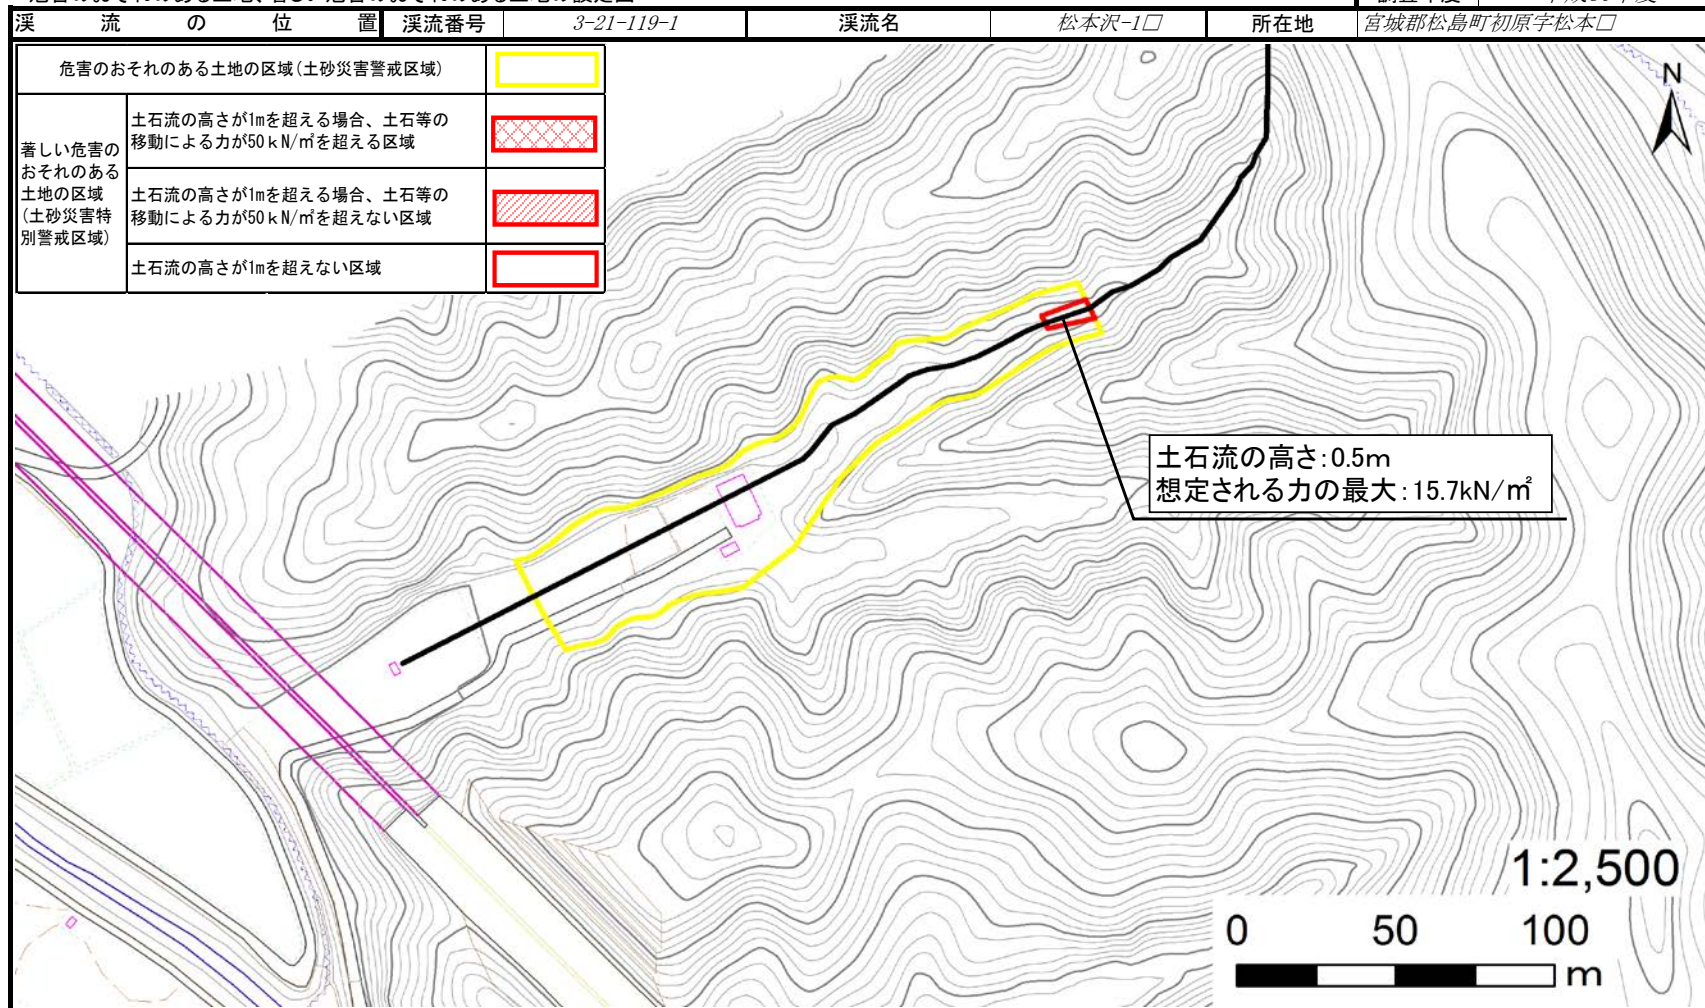 渓流の位置 渓流番号 3-21-119-1 渓流名 松本沢-1□ 所在地 宮城郡松島町初原字松本□
危害のおそれのある土地の区域(土砂災害警戒区域)
著しい危害の
おそれのある
土地の区域
(土砂災害特
別警戒区域)
土石流の高さが1mを超える場合、土石等の
移動による力が50kN/㎡を超える区域
土石流の高さが1mを超える場合、土石等の
移動による力が50kN/㎡を超えない区域
土石流の高さが1mを超えない区域
N
土石流の高さ:0.5m
想定される力の最大:15.7kN/㎡
1:2,500
0 50 100
m